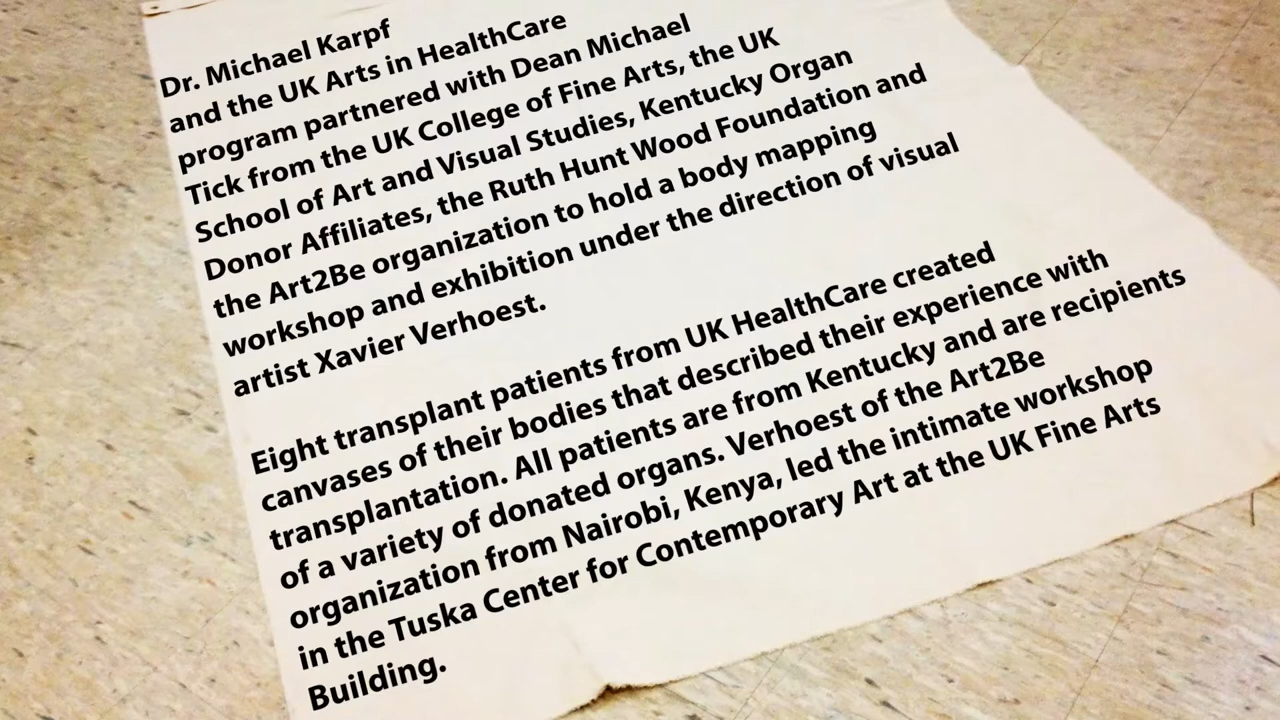 Dr. Michael Karpf
and the UK Arts in HealthCare
program partnered with Dean Michael
Tick from the UK College of Fine Arts, the UK
School of Art and Visual Studies, Kentucky Organ
Donor Affiliates, the Ruth Hunt Wood Foundation and
the Art2Be organization to hold a body mapping
workshop and exhibition under the direction of visual
artist Xavier Verhoest.
Eight transplant patients from UK HealthCare created
canvases of their bodies that described their experience with
transplantation. All patients are from Kentucky and are recipients
of a variety of donated organs. Verhoest of the Art2Be
organization from Nairobi, Kenya, led the intimate workshop
in the Tuska Center for Contemporary Art at the UK Fine Arts
Building.